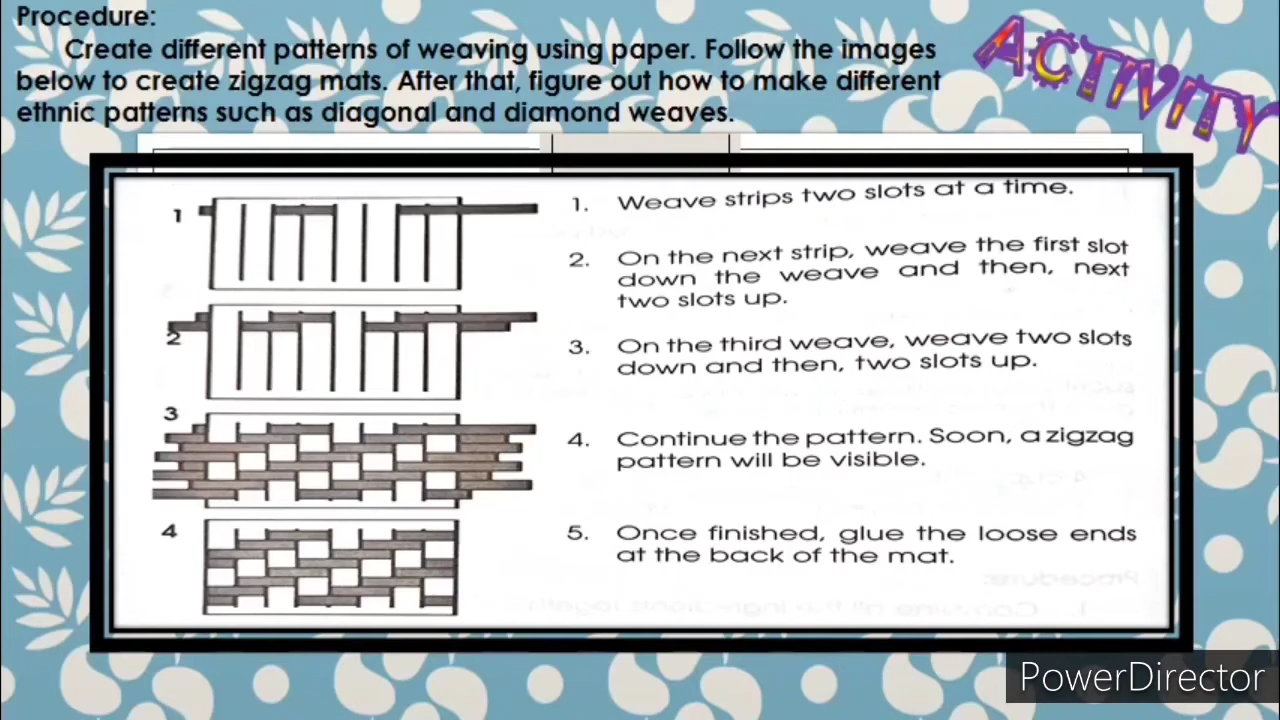 Procedure:
Create different patterns of weaving using paper. Follow the images
below to create zigzag mats. After that, figure out how to make different
ethnic patterns such as diagonal and diamond weaves.
ACTIVITY
1
2
3
4
1. Weave strips two slots at a time.
2. On the next strip, weave the first slot
down the weave and then, next
two slots up.
3. On the third weave, weave two slots
down and then, two slots up.
4. Continue the pattern. Soon, a zigzag
pattern will be visible.
5. Once finished, glue the loose ends
at the back of the mat.
PowerDirector